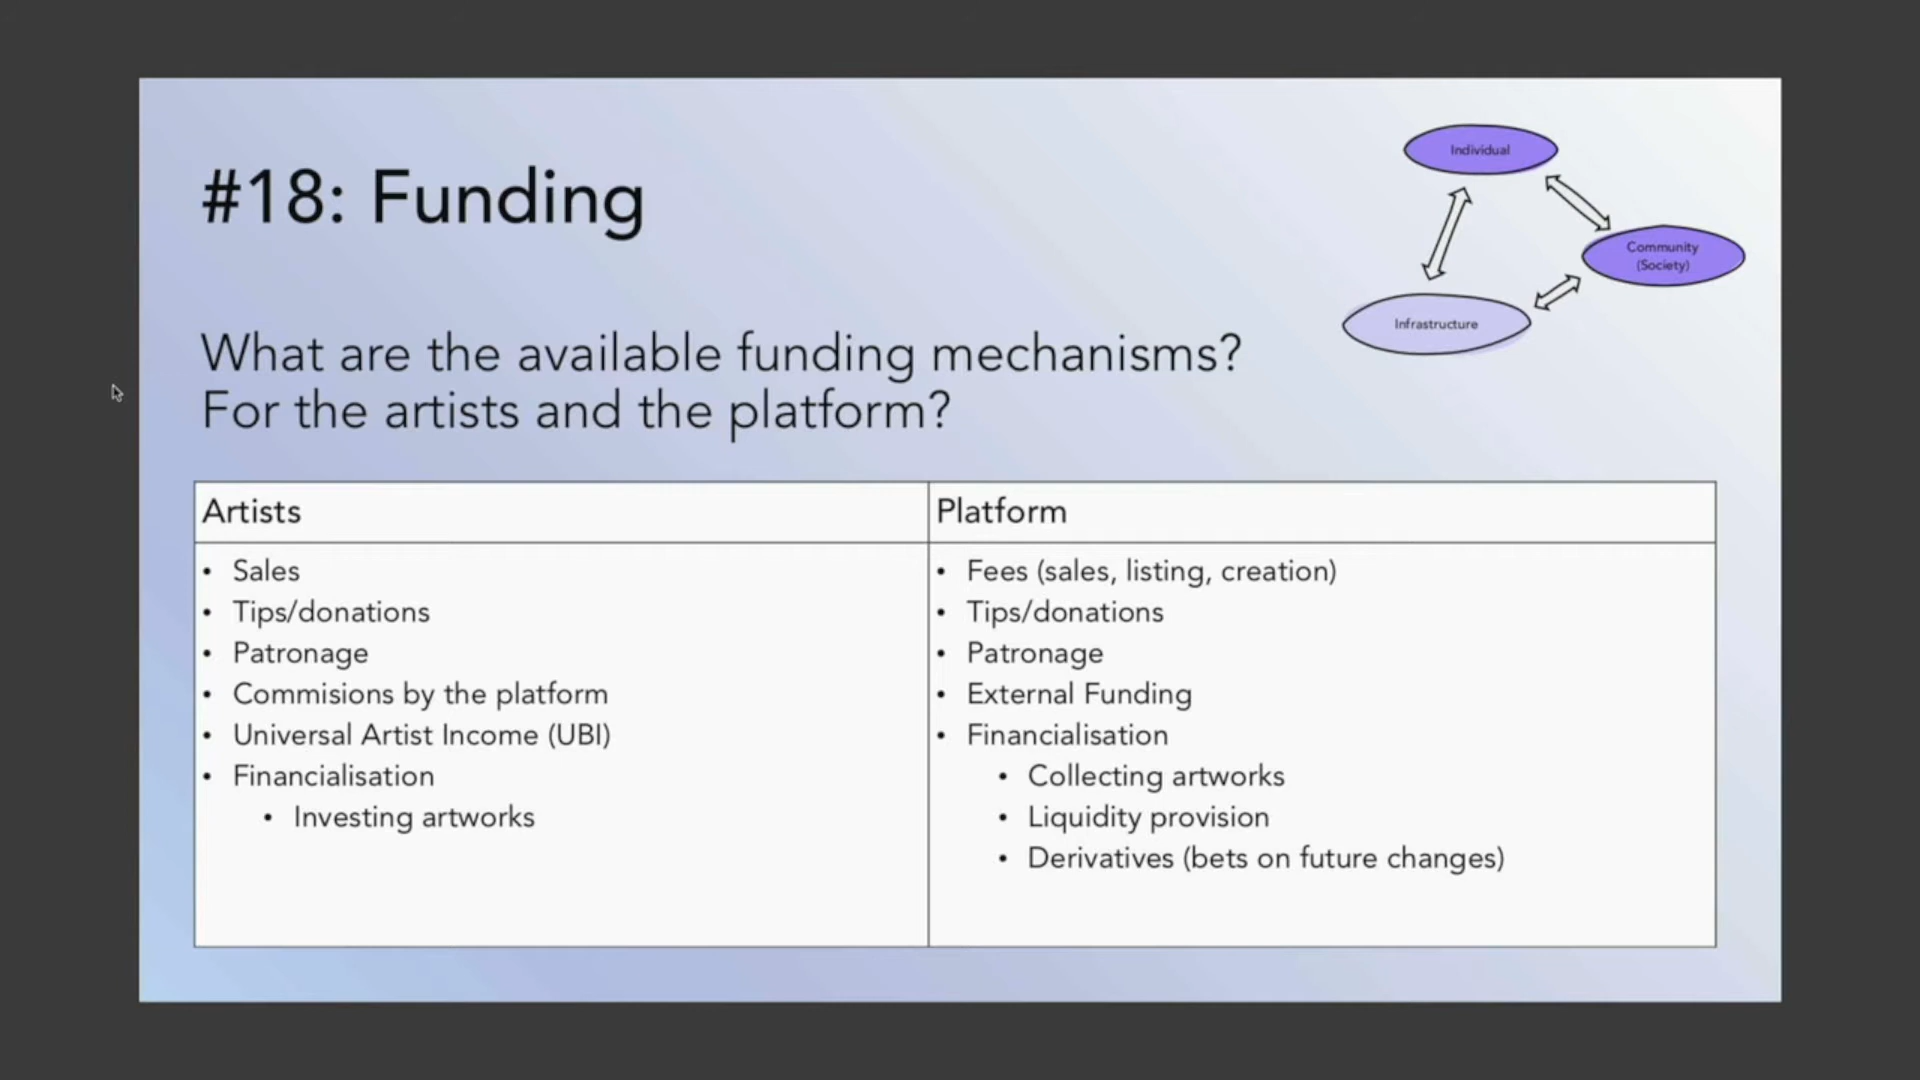 #18: Funding
Individual
Community
(Society)
Infrastructure
What are the available funding mechanisms?
For the artists and the platform?
Artists
• Sales
• Tips/donations
• Patronage
• Commisions by the platform
• Universal Artist Income (UBI)
• Financialisation
• Investing artworks
Platform
• Fees (sales, listing, creation)
• Tips/donations
• Patronage
• External Funding
• Financialisation
• Collecting artworks
• Liquidity provision
• Derivatives (bets on future changes)